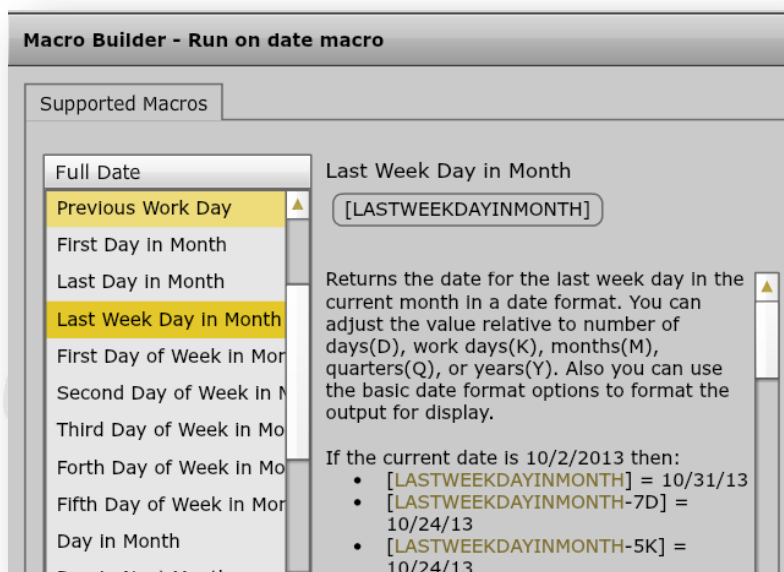 Macro Builder - Run on date macro
Supported Macros
Full Date
Previous Work Day
First Day in Month
Last Day in Month
Last Week Day in Month
First Day of Week in Mor
Second Day of Week in M
Third Day of Week in Mo
Forth Day of Week in Mo
Fifth Day of Week in Mor
Day in Month
Last Week Day in Month
[LASTWEEKDAYINMONTH]
Returns the date for the last week day in the
current month in a date format. You can
adjust the value relative to number of
days(D), work days(K), months(M),
quarters(Q), or years(Y). Also you can use
the basic date format options to format the
output for display.
If the current date is 10/2/2013 then:
• [LASTWEEKDAYINMONTH] = 10/31/13
• [LASTWEEKDAYINMONTH-7D] =
10/24/13
• [LASTWEEKDAYINMONTH-5K] =
10/24/13